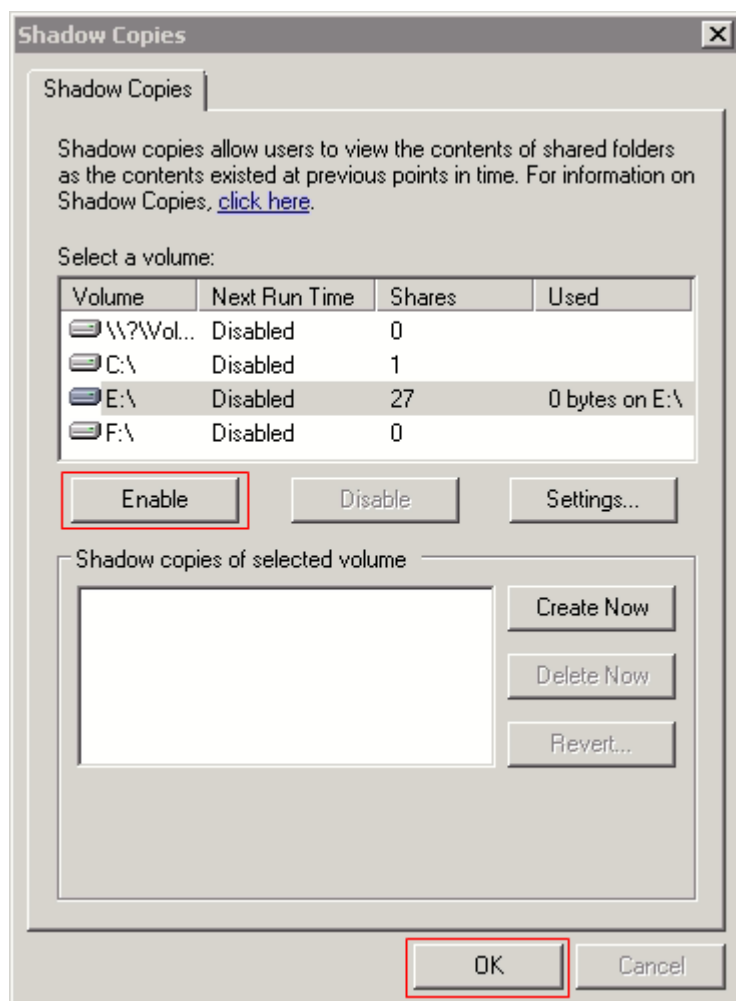 Shadow Copies
Shadow Copies
Shadow copies allow users to view the contents of shared folders
as the contents existed at previous points in time. For information on
Shadow Copies, click here.
Select a volume:
Volume Next Run Time Shares Used
\\?\Vol... Disabled 0
C:\ Disabled 1
E:\ Disabled 27 0 bytes on E:\
F:\ Disabled 0
Enable Disable Settings...
Shadow copies of selected volume
Create Now
Delete Now
Revert...
OK Cancel